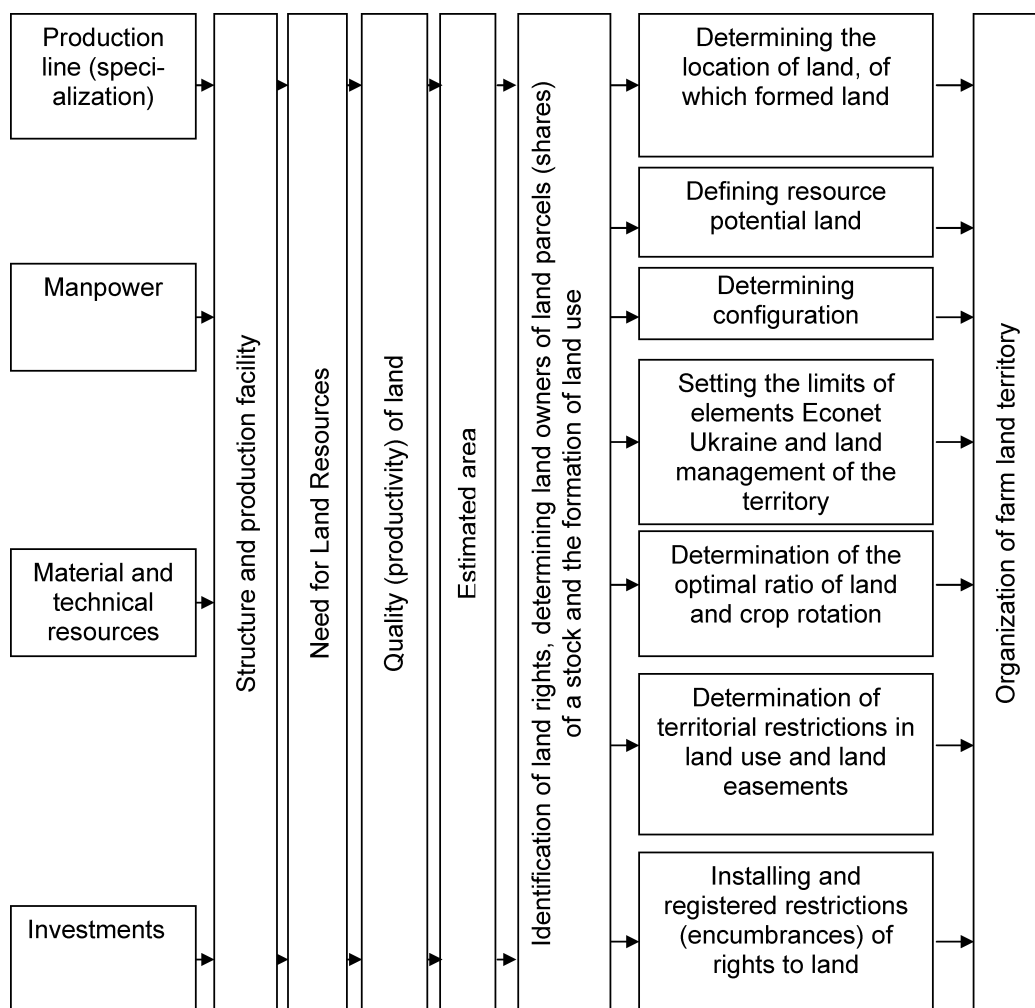 Production
line (speci-
alization)
Manpower
Material and
technical
resources
Investments
Structure and production facility
Need for Land Resources
Quality (productivity) of land
Estimated area
Identification of land rights, determining land owners of land parcels (shares)
of a stock and the formation of land use
Determining the
location of land, of
which formed land
Defining resource
potential land
Determining
configuration
Setting the limits of
elements Econet
Ukraine and land
management of the
territory
Determination of the
optimal ratio of land
and crop rotation
Determination of
territorial restrictions in
land use and land
easements
Installing and
registered restrictions
(encumbrances) of
rights to land
Organization of farm land territory